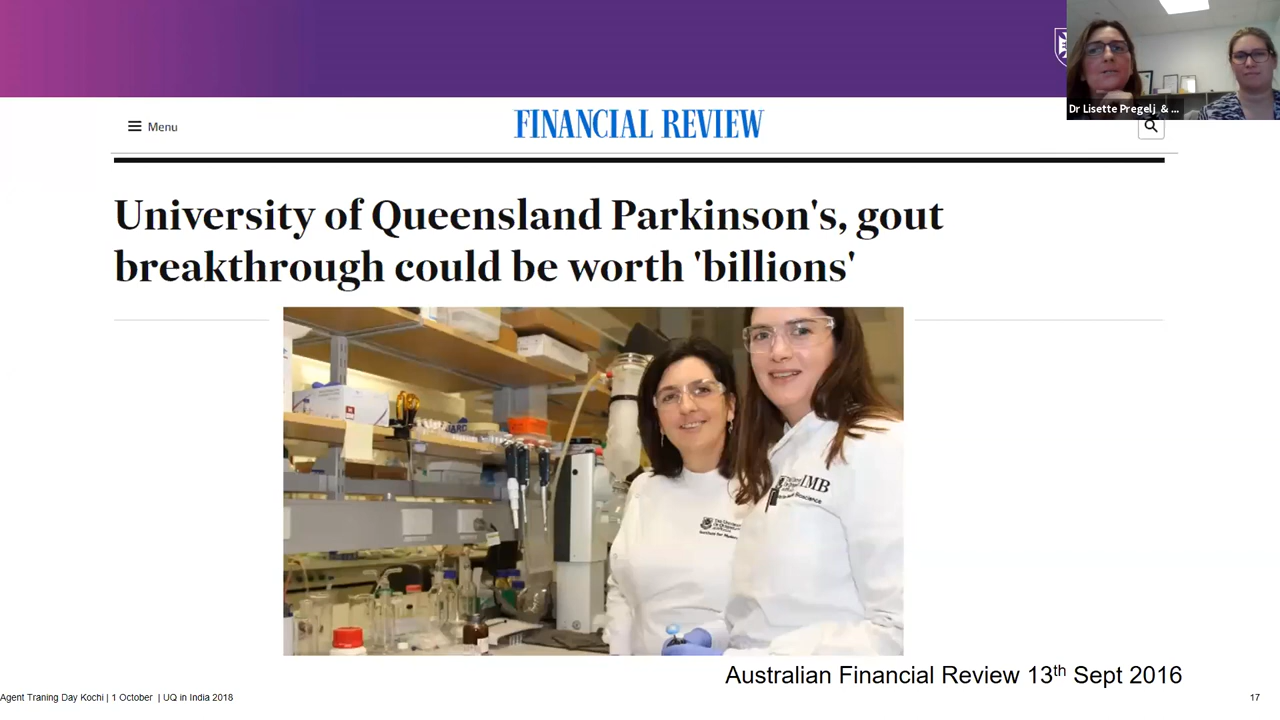 Dr Lisette Pregelj & ...
Menu
FINANCIAL REVIEW
University of Queensland Parkinson's, gout
breakthrough could be worth 'billions'
IMB
Australian Financial Review 13th Sept 2016
Agent Traning Day Kochi | 1 October | UQ in India 2018
17